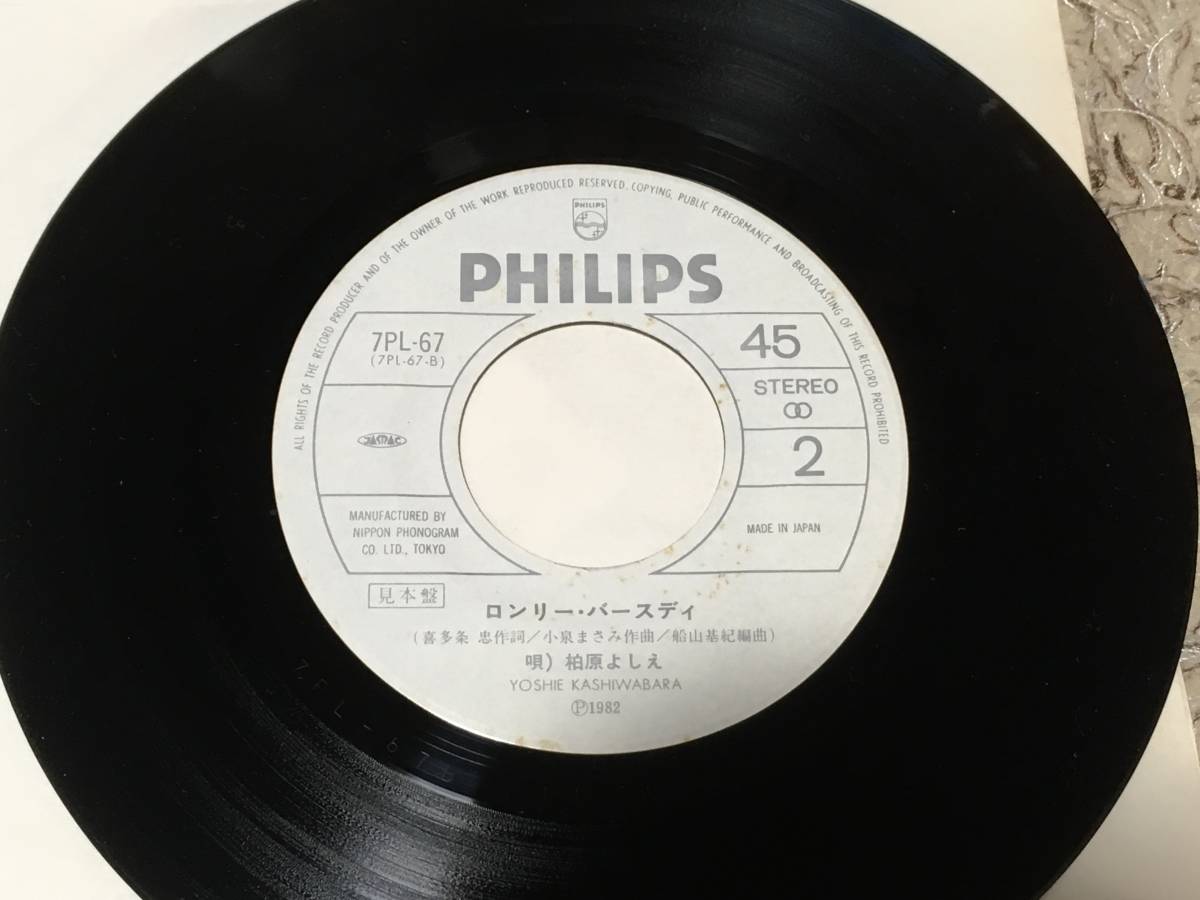 ALL RIGHTS OF THE RECORD PRODUCER AND OF THE OWNER OF THE WORK REPRODUCED RESERVED. COPYING, PUBLIC PERFORMANCE AND BROADCASTING OF THIS RECORD PROHIBITED
PHILIPS
PHILIPS
7PL-67
(7PL-67-B)
45
STEREO
JASRAC
2
MANUFACTURED BY
NIPPON PHONOGRAM
CO. LTD., TOKYO
MADE IN JAPAN
見本盤
ロンリー・バースディ
(喜多条 忠作詞/小泉まさみ作曲/船山基紀編曲)
唄) 柏原よしえ
YOSHIE KASHIWABARA
Ⓟ1982